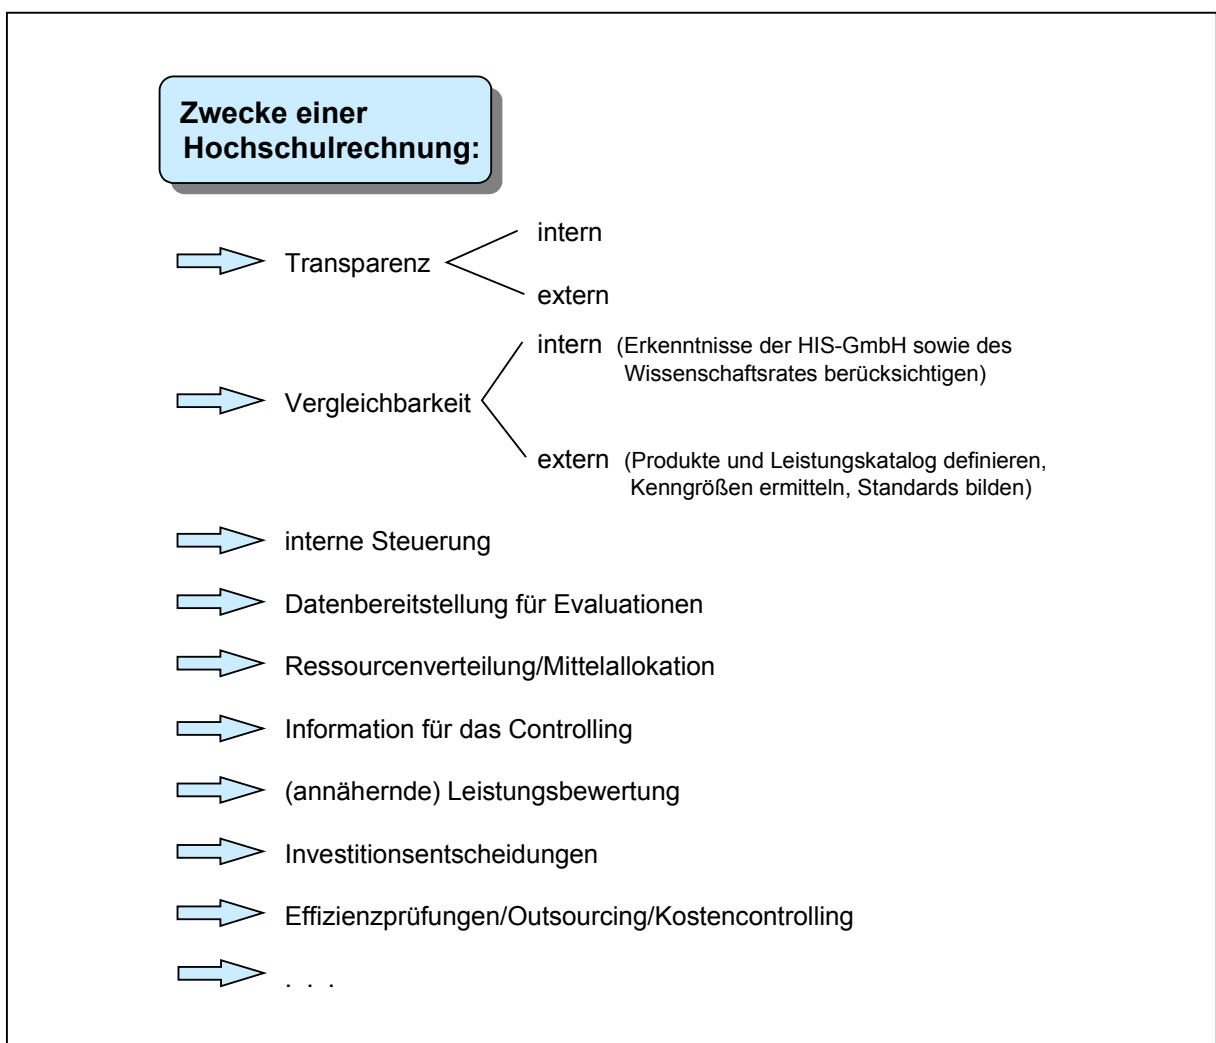 Zwecke einer
Hochschulrechnung:
intern
Transparenz
extern
intern (Erkenntnisse der HIS-GmbH sowie des
Wissenschaftsrates berücksichtigen)
Vergleichbarkeit
extern (Produkte und Leistungskatalog definieren,
Kenngrößen ermitteln, Standards bilden)
interne Steuerung
Datenbereitstellung für Evaluationen
Ressourcenverteilung/Mittelallokation
Information für das Controlling
(annähernde) Leistungsbewertung
Investitionsentscheidungen
Effizienzprüfungen/Outsourcing/Kostencontrolling
. . .